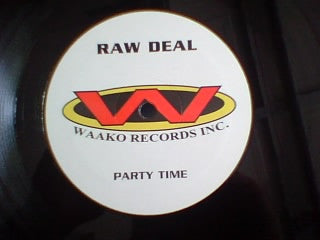 RAW DEAL
W
WAAKO RECORDS INC.
PARTY TIME